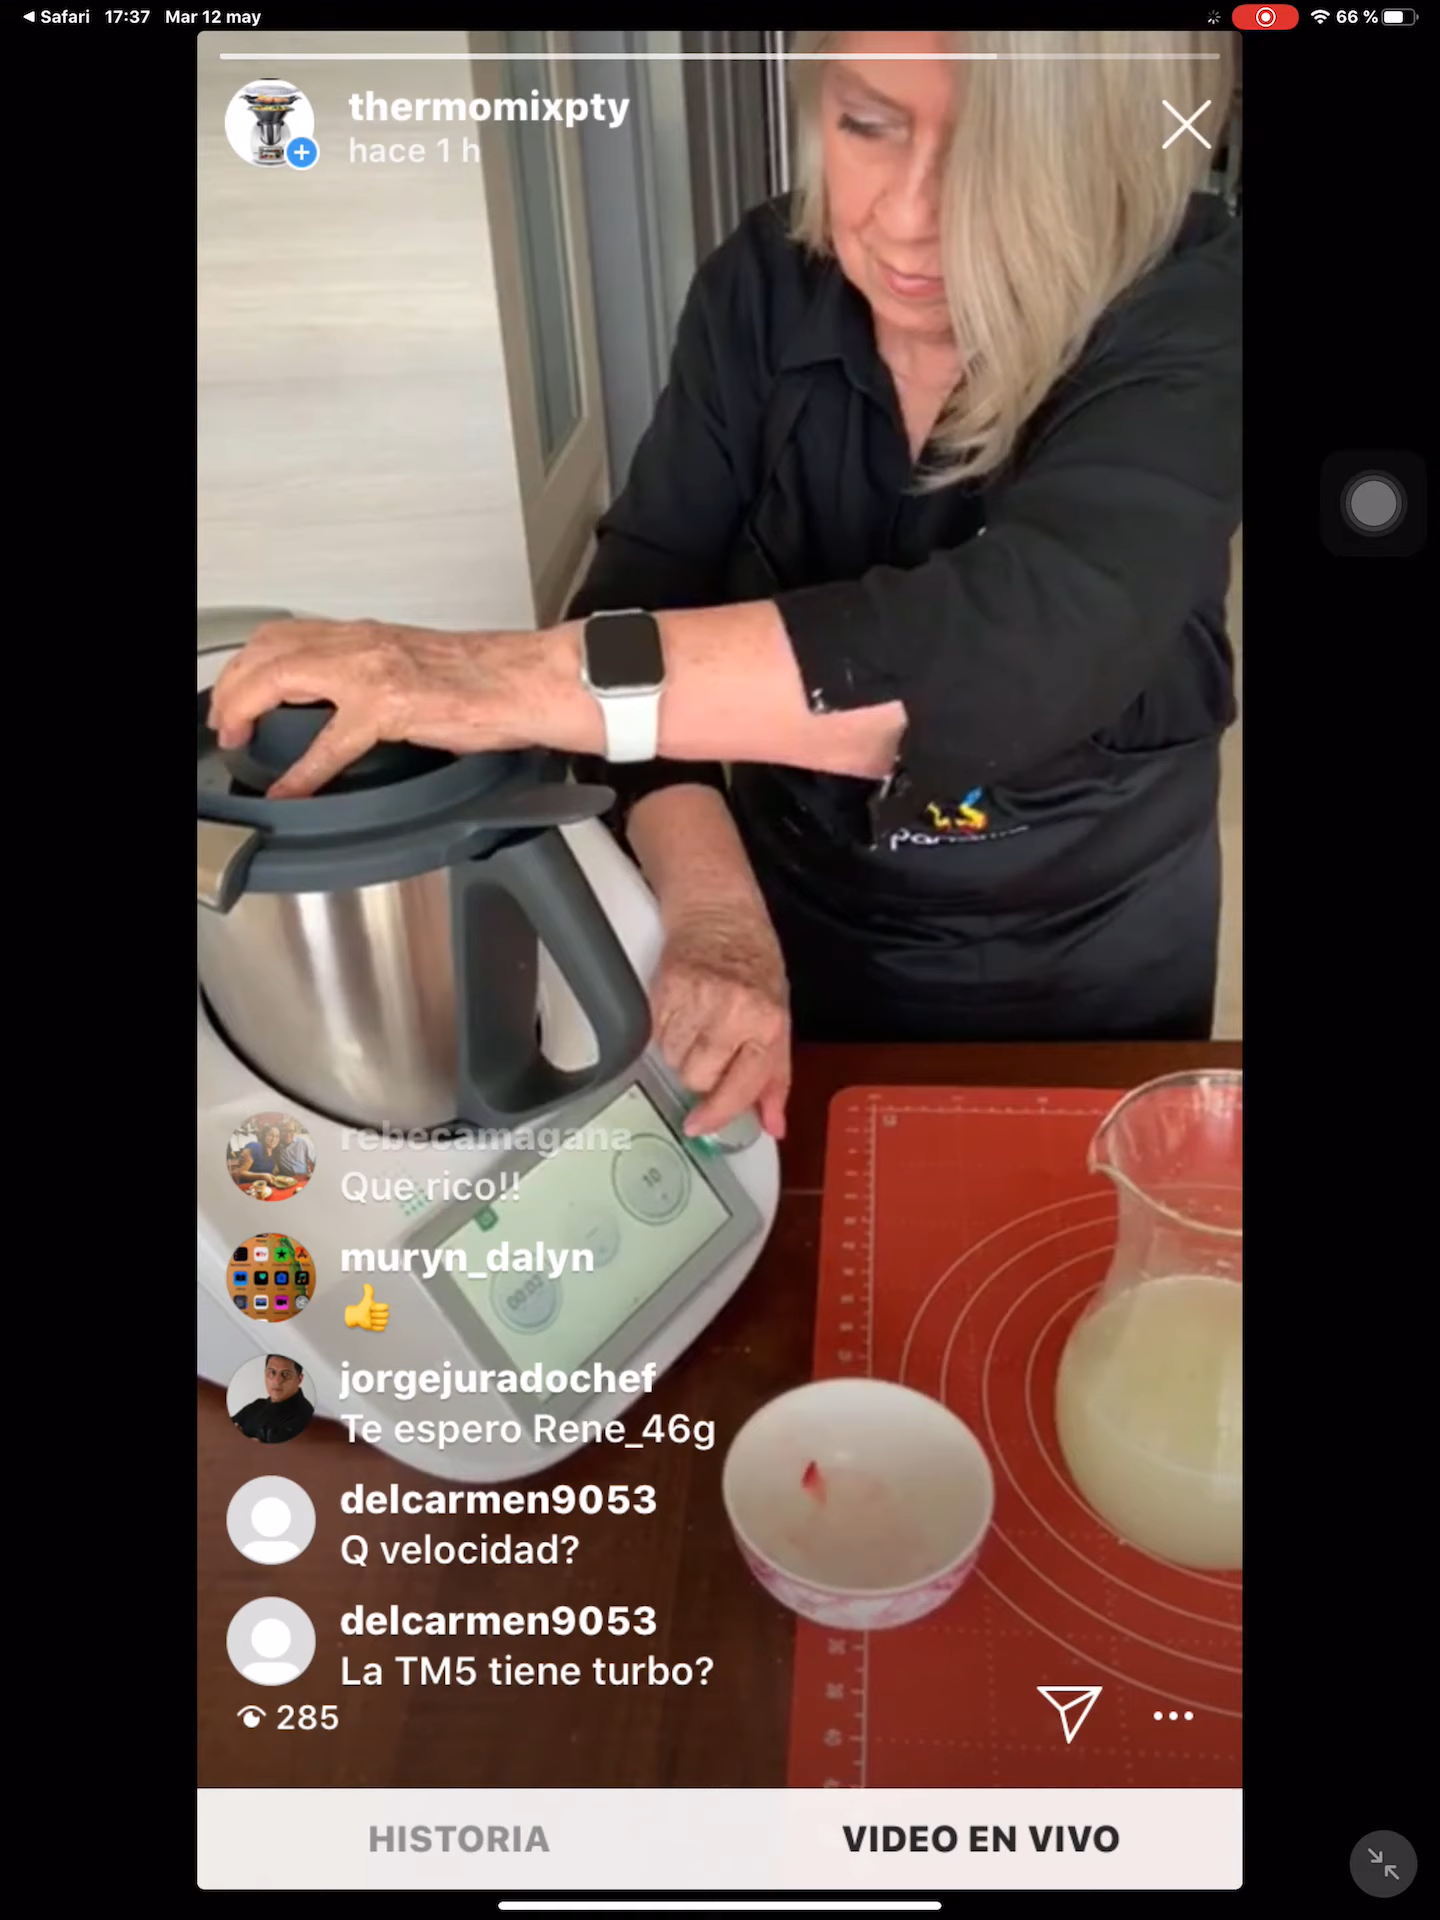 Safari 17:37 Mar 12 may
66 %
thermomixpty
hace 1 h
rebecamagana
Que rico!!
muryn_dalyn
👍
jorgejuradochef
Te espero Rene_46g
delcarmen9053
Q velocidad?
delcarmen9053
La TM5 tiene turbo?
285
HISTORIA
VIDEO EN VIVO
10